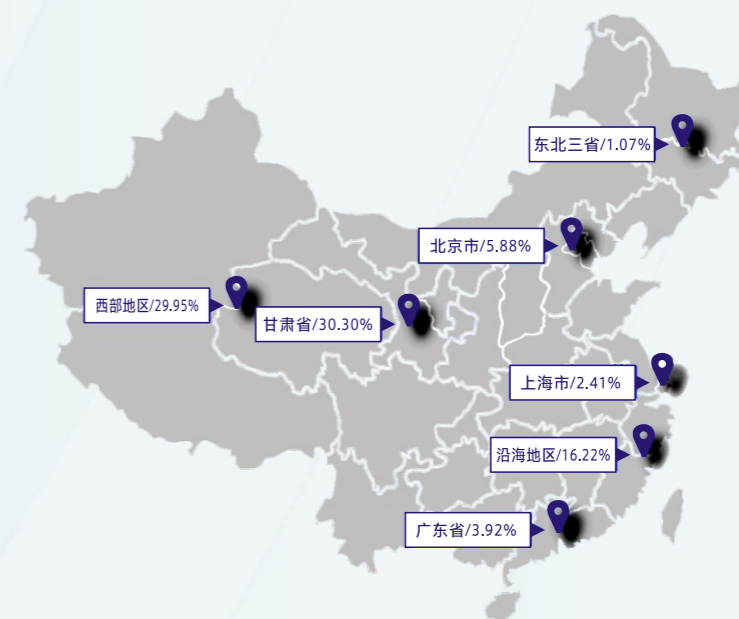 东北三省/1.07%
北京市/5.88%
西部地区/29.95%
甘肃省/30.30%
上海市/2.41%
沿海地区/16.22%
广东省/3.92%